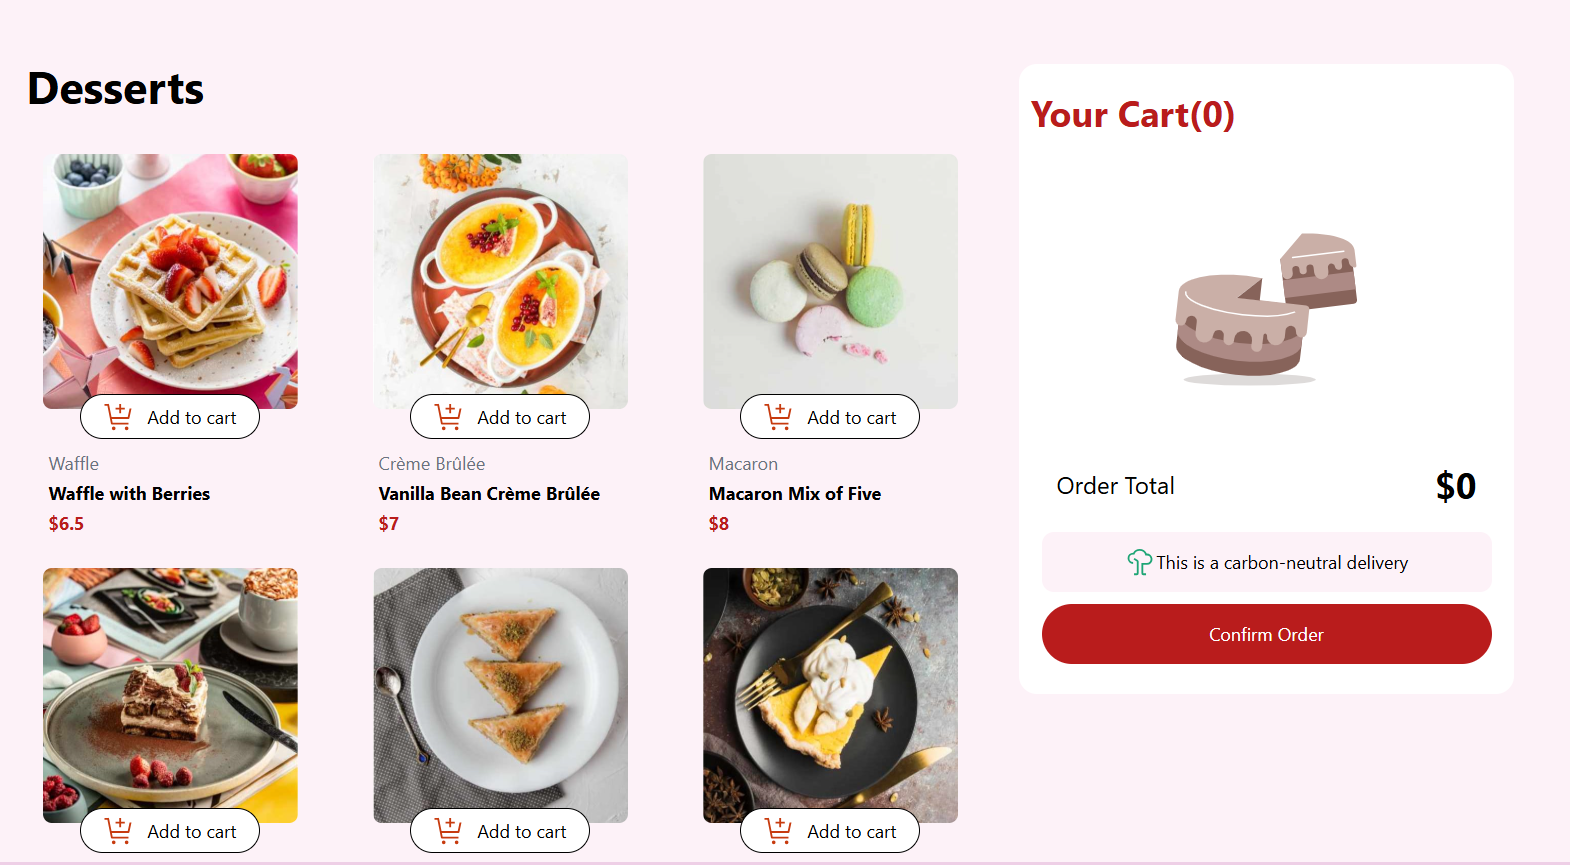 Desserts
Add to cart
Waffle
Waffle with Berries
$6.5
Add to cart
Crème Brûlée
Vanilla Bean Crème Brûlée
$7
Add to cart
Macaron
Macaron Mix of Five
$8
Add to cart
Add to cart
Add to cart
Your Cart(0)
Order Total $0
This is a carbon-neutral delivery
Confirm Order